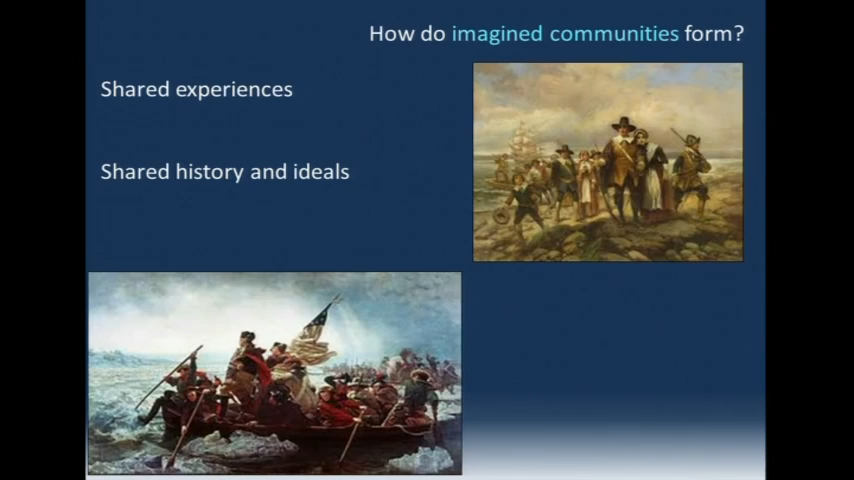 How do imagined communities form?
Shared experiences
Shared history and ideals